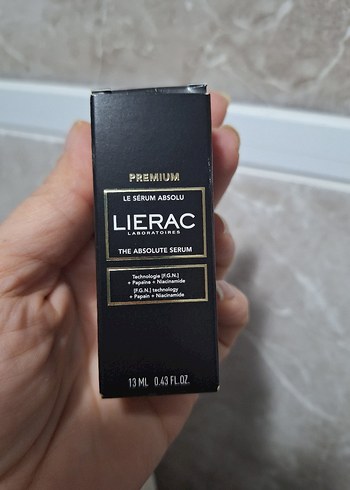 PREMIUM
LE SÉRUM ABSOLU
LIERAC
LABORATOIRES
THE ABSOLUTE SERUM
Technologie [F.G.N.]
+ Papaïne + Niacinamide
[F.G.N.] technology
+ Papain + Niacinamide
13 ML 0.43 FL.OZ.